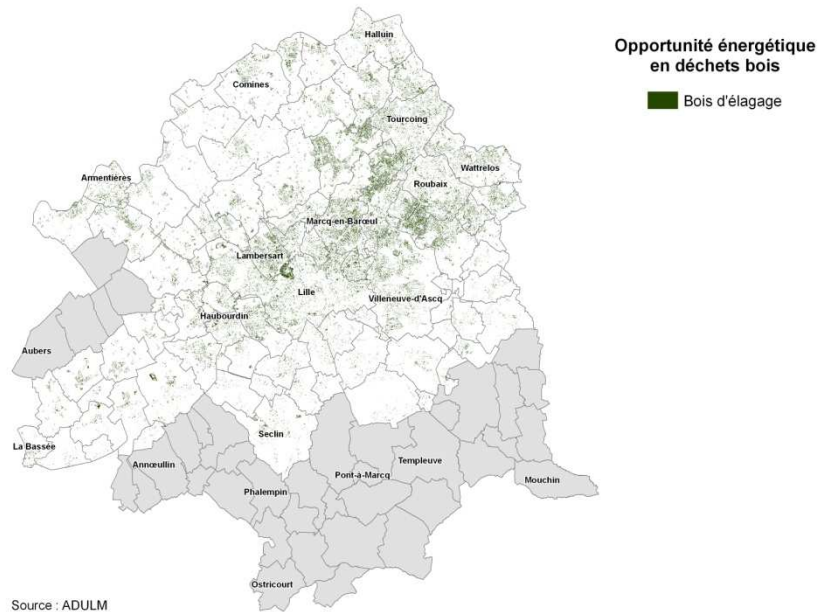 Opportunité énergétique
en déchets bois
Bois d'élagage
Halluin
Comines
Tourcoing
Wattrelos
Armentières
Roubaix
Marcq-en-Barœul
Lambersart
Lille
Villeneuve-d'Ascq
Haubourdin
Aubers
Seclin
La Bassée
Annœullin
Templeuve
Pont-à-Marcq
Mouchin
Phalempin
Ostricourt
Source : ADULM